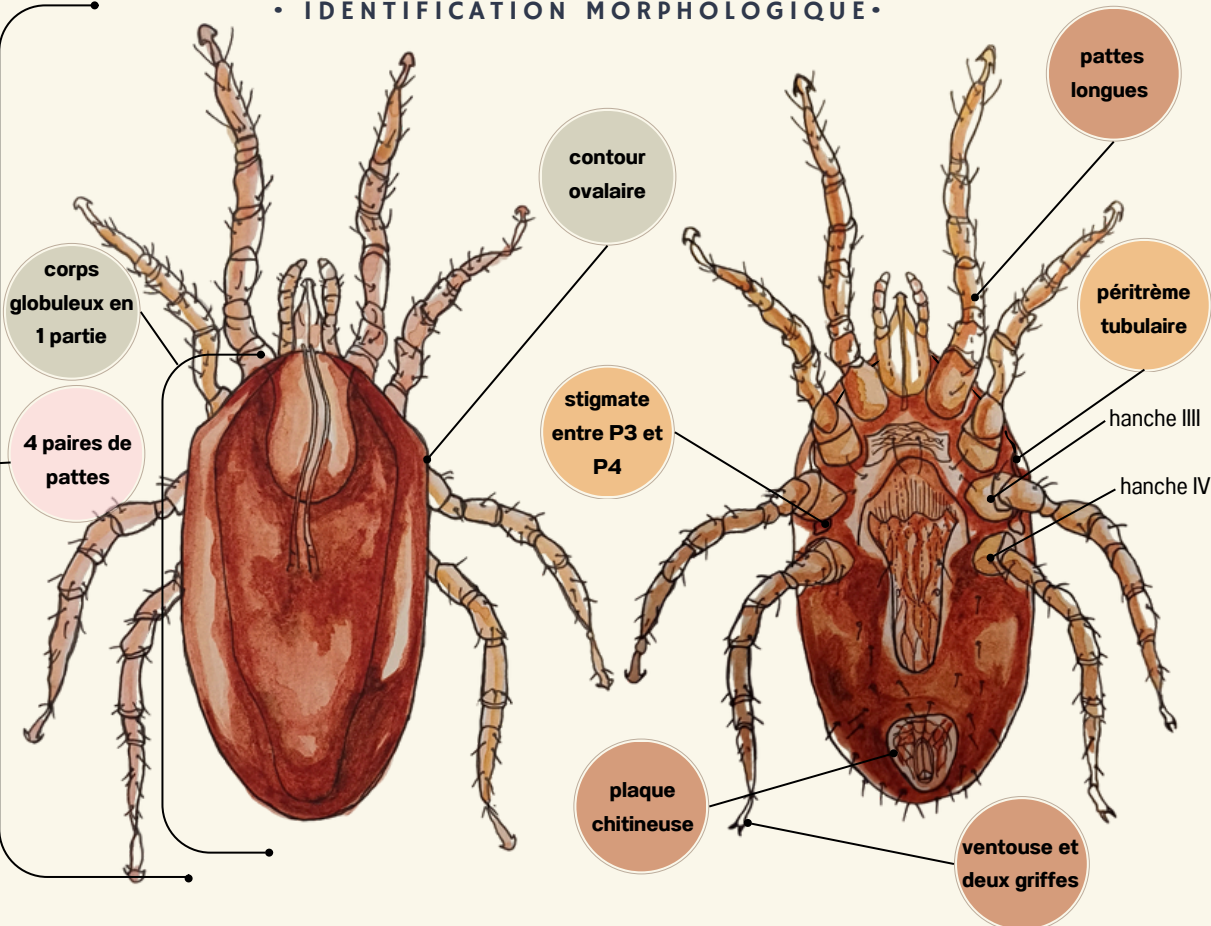 • IDENTIFICATION MORPHOLOGIQUE•
pattes
longues
contour
ovalaire
corps
globuleux en
1 partie
péritrème
tubulaire
stigmate
entre P3 et
P4
4 paires de
pattes
hanche IIII
hanche IV
plaque
chitineuse
ventouse et
deux griffes